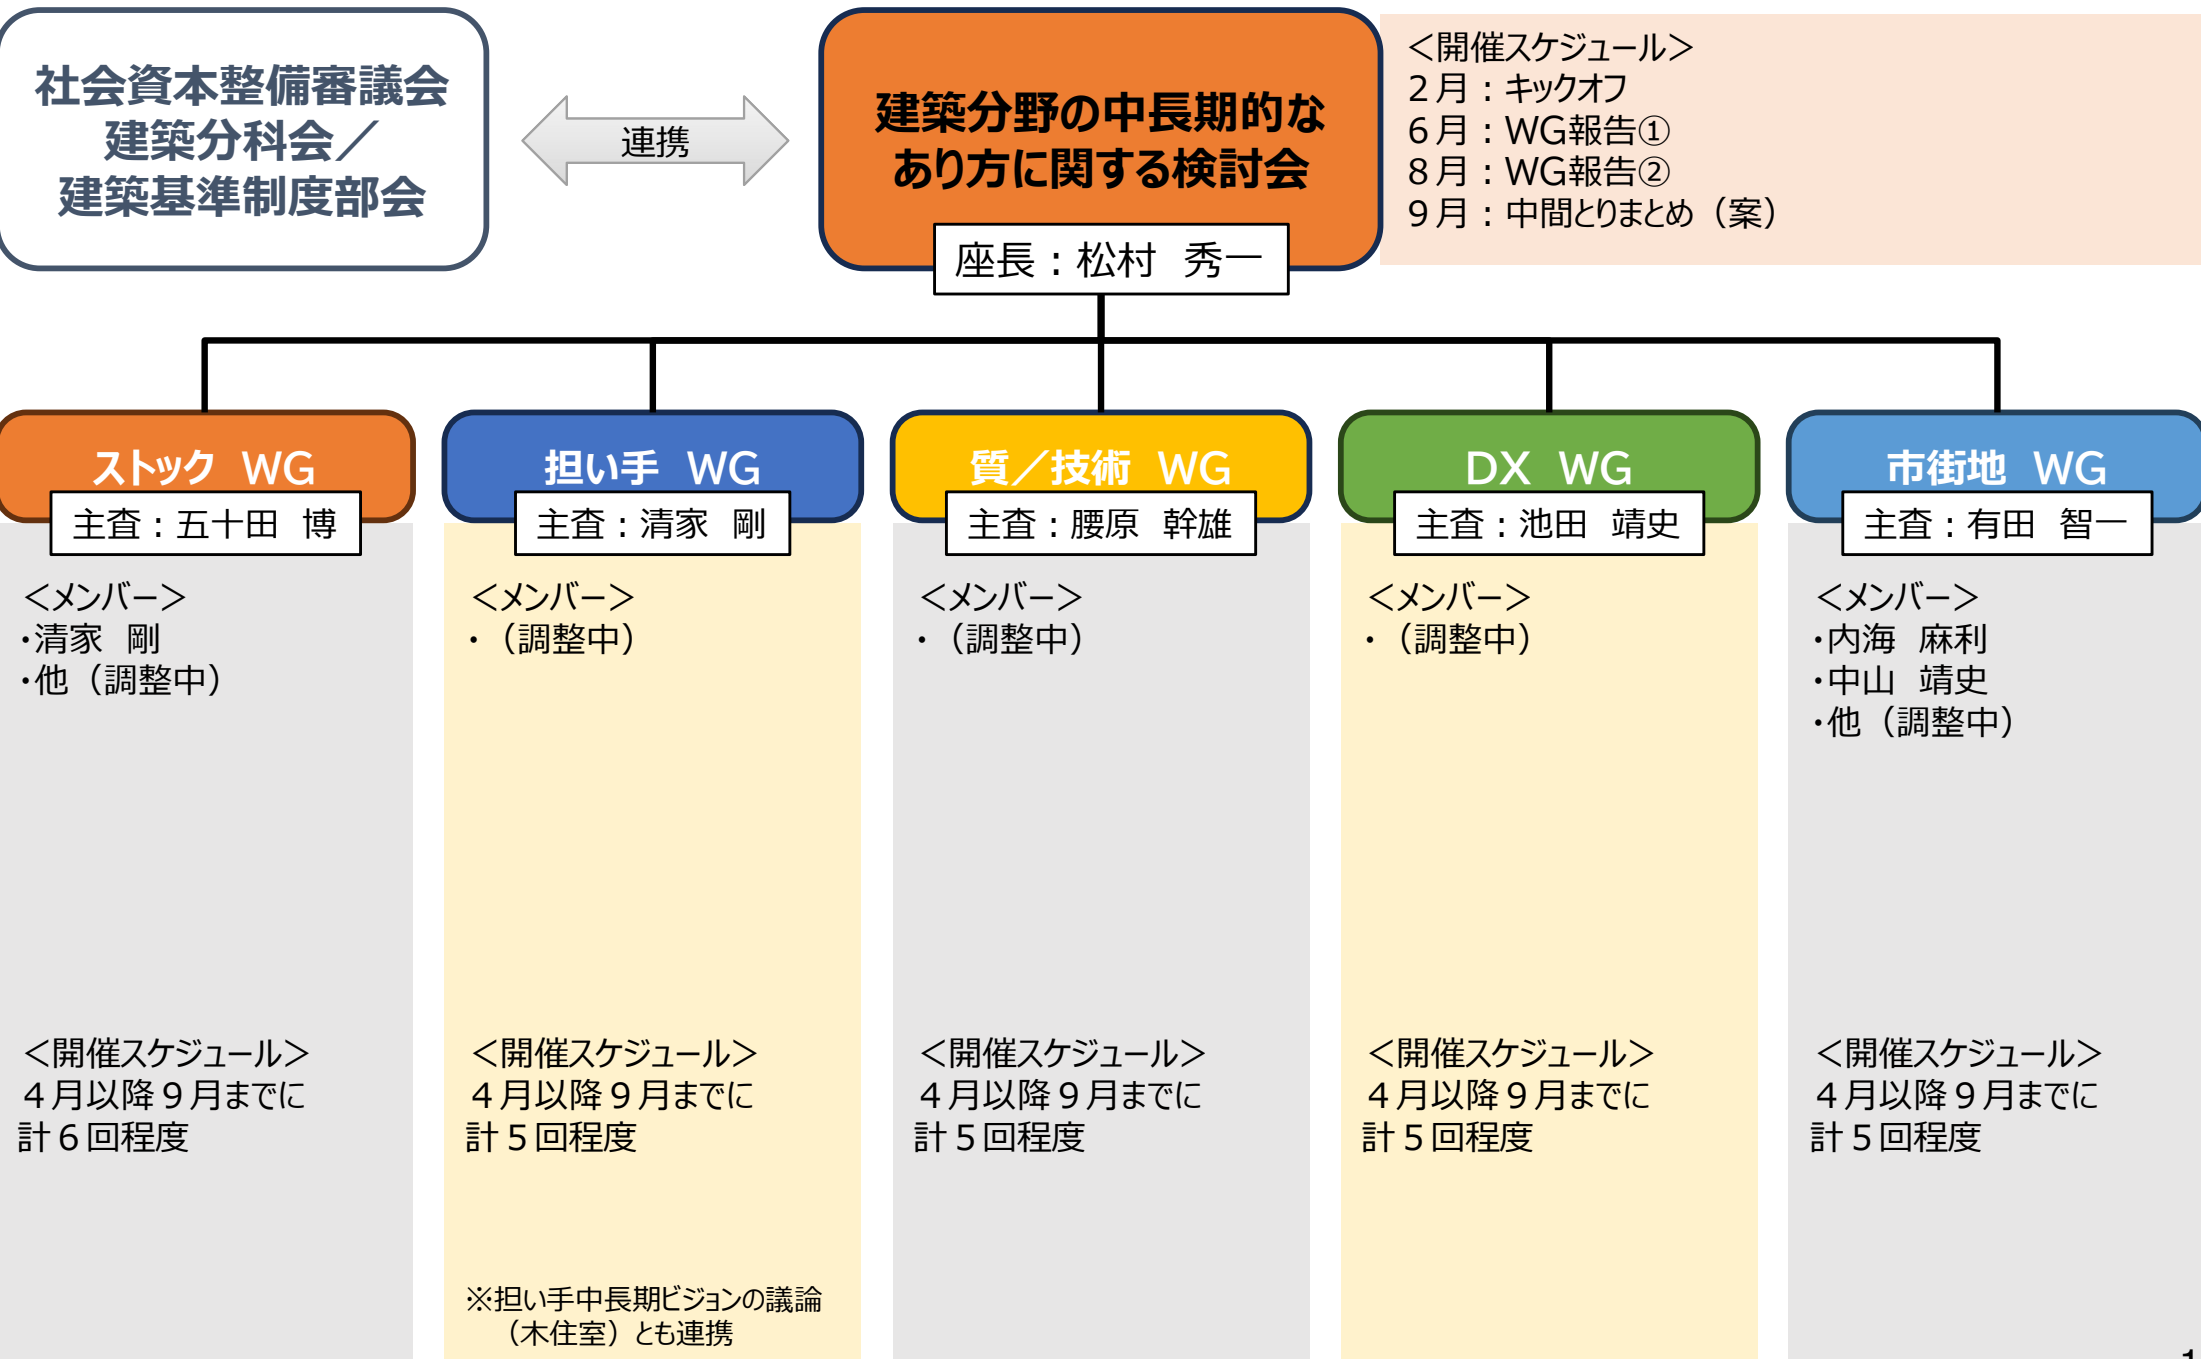 社会資本整備審議会
建築分科会／
建築基準制度部会
連携
建築分野の中長期的な
あり方に関する検討会
座長：松村　秀一
＜開催スケジュール＞
２月：キックオフ
６月：WG報告①
８月：WG報告②
９月：中間とりまとめ（案）
ストック　WG
主査：五十田　博
＜メンバー＞
・清家　剛
・他（調整中）
＜開催スケジュール＞
４月以降９月までに
計６回程度
担い手　WG
主査：清家　剛
＜メンバー＞
・（調整中）
＜開催スケジュール＞
４月以降９月までに
計５回程度
※担い手中長期ビジョンの議論
（木住室）とも連携
質／技術　WG
主査：腰原　幹雄
＜メンバー＞
・（調整中）
＜開催スケジュール＞
４月以降９月までに
計５回程度
DX　WG
主査：池田　靖史
＜メンバー＞
・（調整中）
＜開催スケジュール＞
４月以降９月までに
計５回程度
市街地　WG
主査：有田　智一
＜メンバー＞
・内海　麻利
・中山　靖史
・他（調整中）
＜開催スケジュール＞
４月以降９月までに
計５回程度
1